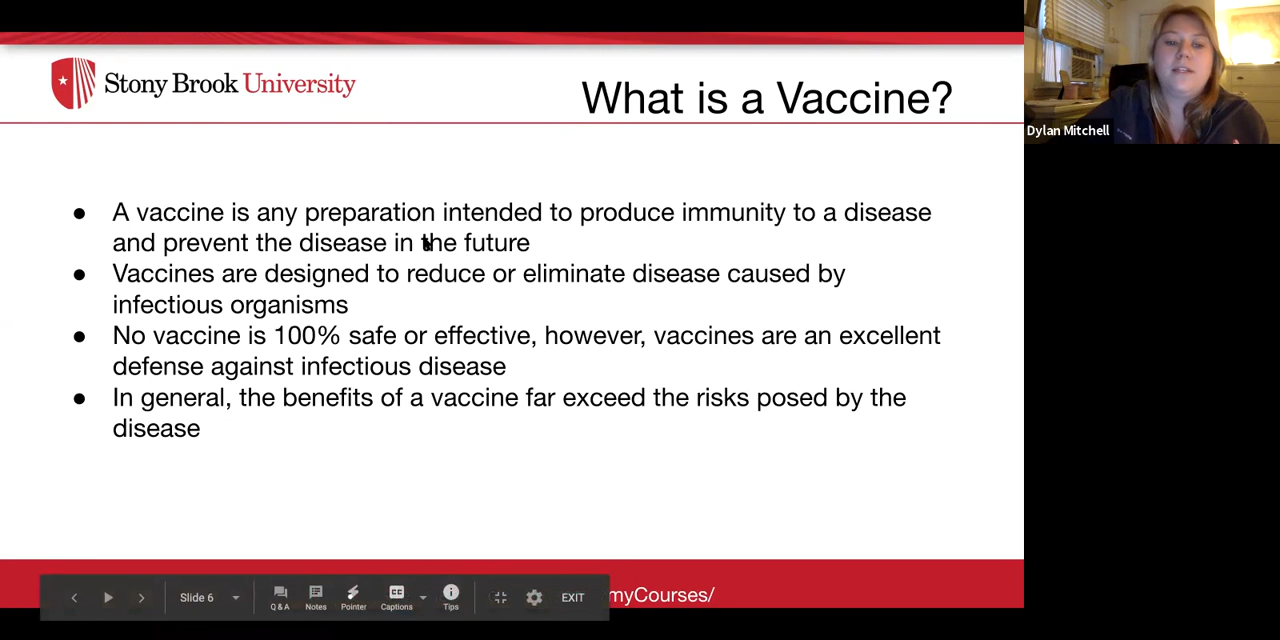 Stony Brook University
What is a Vaccine?
Dylan Mitchell
● A vaccine is any preparation intended to produce immunity to a disease
and prevent the disease in the future
● Vaccines are designed to reduce or eliminate disease caused by
infectious organisms
● No vaccine is 100% safe or effective, however, vaccines are an excellent
defense against infectious disease
● In general, the benefits of a vaccine far exceed the risks posed by the
disease
Slide 6
Q & A
Notes
Pointer
CC
Captions
Tips
EXIT
myCourses/